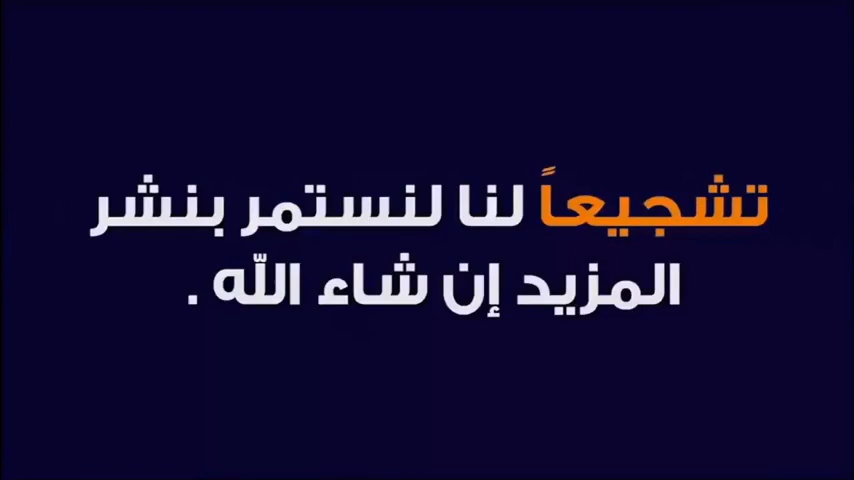 تشجيعاً لنا لنستمر بنشر
المزيد إن شاء الله .